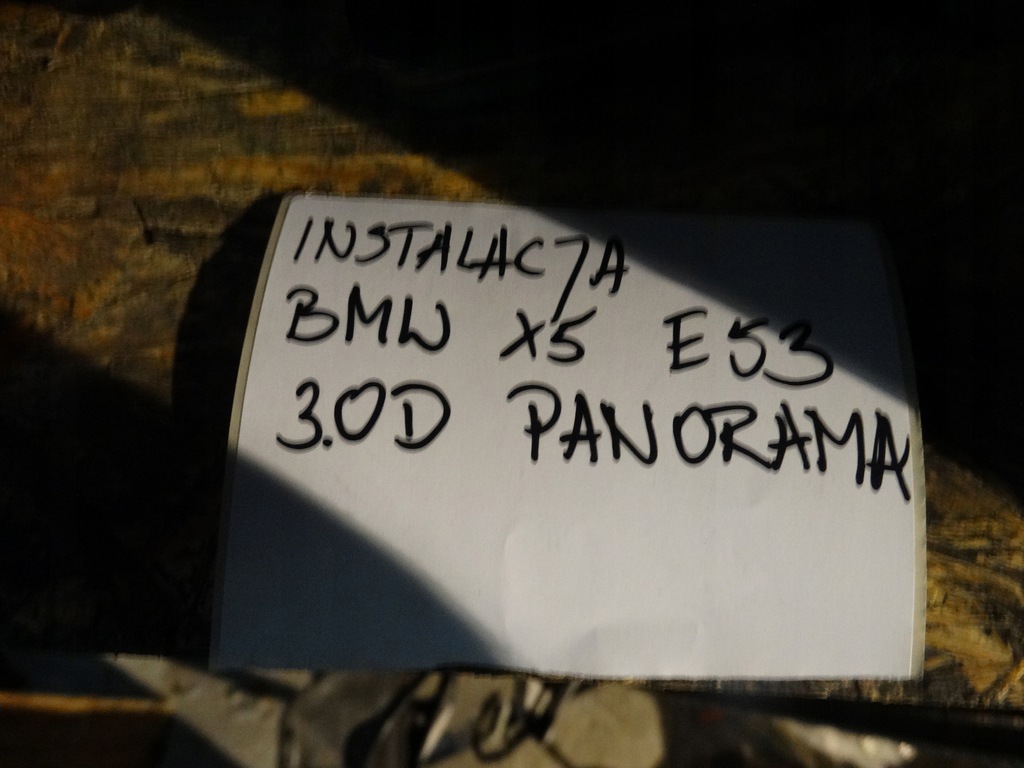 INSTALACJA
BMW X5 E53
3.0D PANORAMA